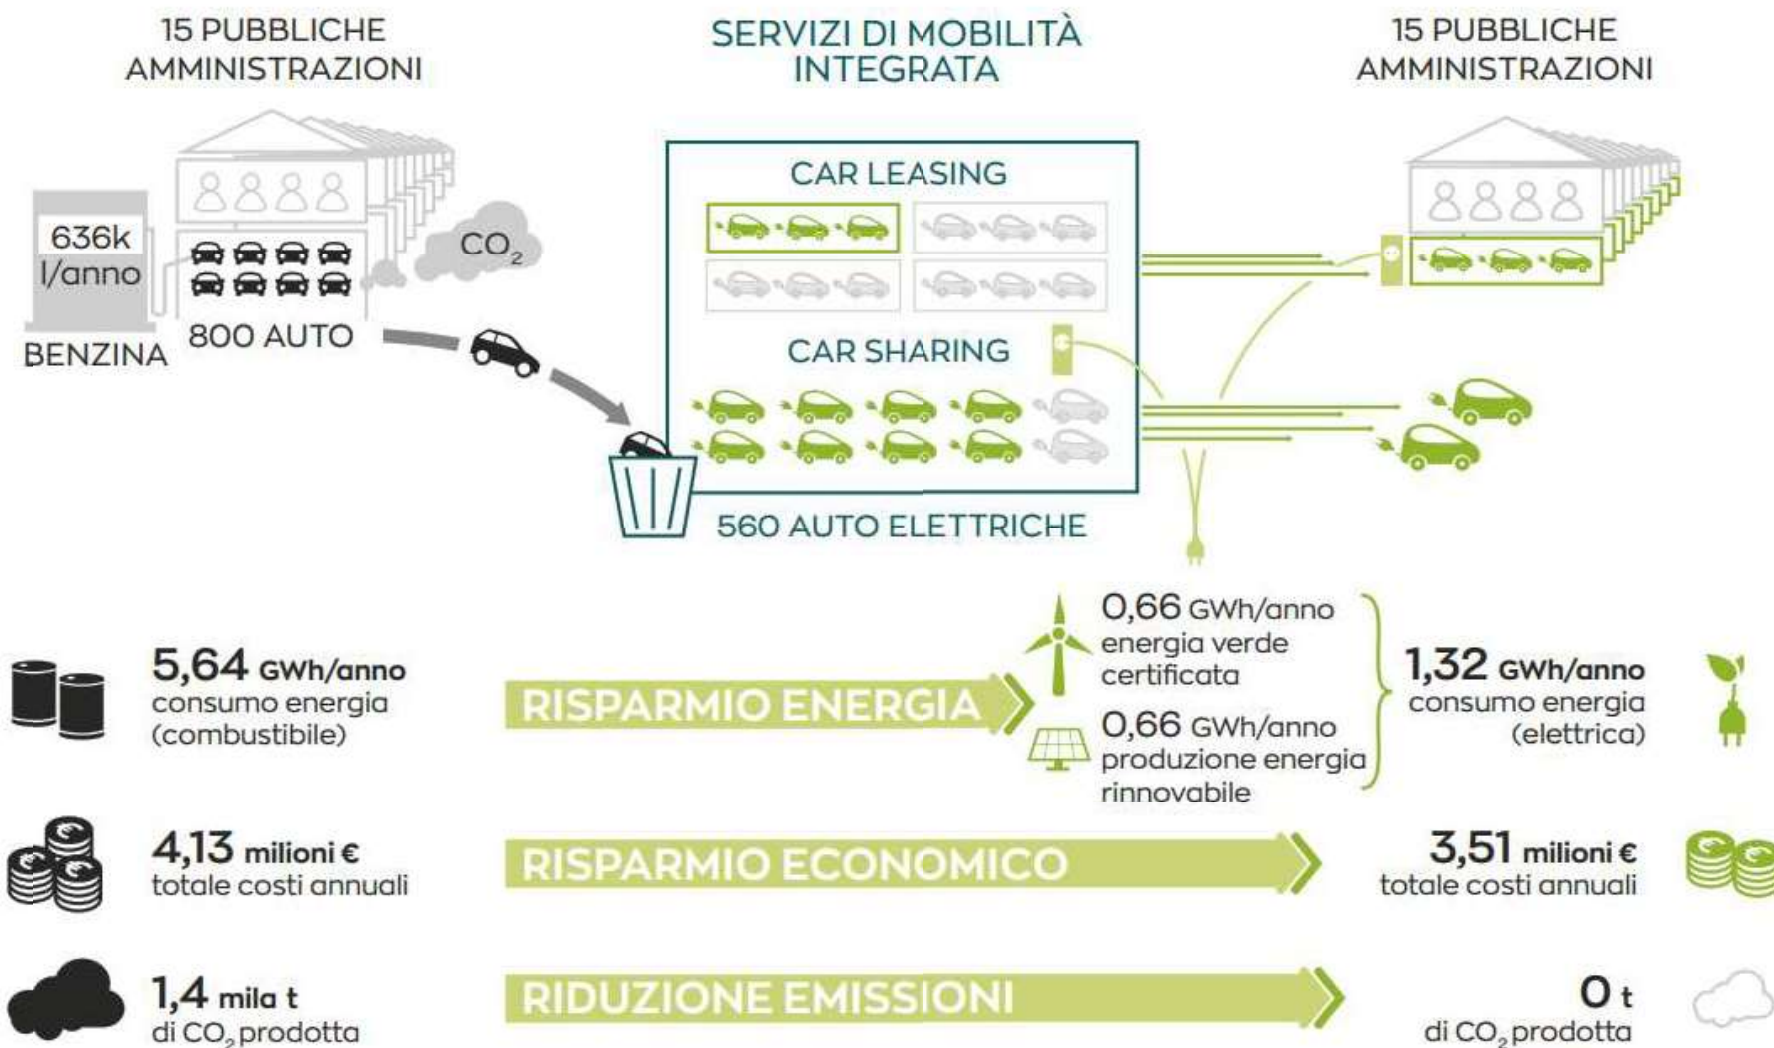 15 PUBBLICHE
AMMINISTRAZIONI
636k
l/anno
BENZINA
800 AUTO
CO₂
SERVIZI DI MOBILITÀ
INTEGRATA
CAR LEASING
CAR SHARING
560 AUTO ELETTRICHE
15 PUBBLICHE
AMMINISTRAZIONI
5,64 GWh/anno
consumo energia
(combustibile)
RISPARMIO ENERGIA
0,66 GWh/anno
energia verde
certificata
0,66 GWh/anno
produzione energia
rinnovabile
1,32 GWh/anno
consumo energia
(elettrica)
4,13 milioni €
totale costi annuali
RISPARMIO ECONOMICO
3,51 milioni €
totale costi annuali
1,4 mila t
di CO₂ prodotta
RIDUZIONE EMISSIONI
0 t
di CO₂ prodotta